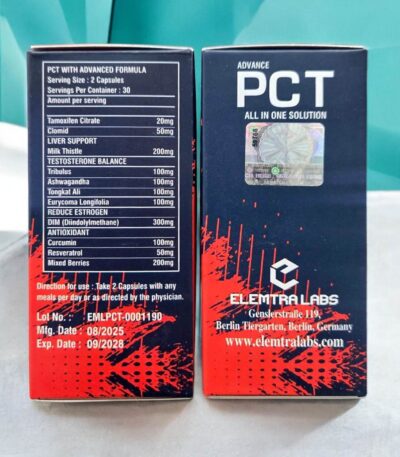 PCT WITH ADVANCED FORMULA
Serving Size : 2 Capsules
Servings Per Container : 30
Amount per serving
Tamoxifen Citrate 20mg
Clomid 50mg
LIVER SUPPORT
Milk Thistle 200mg
TESTOSTERONE BALANCE
Tribulus 100mg
Ashwagandha 100mg
Tongkat Ali 100mg
Eurycoma Longifolia 100mg
REDUCE ESTROGEN
DIM (Diindolylmethane) 300mg
ANTIOXIDANT
Curcumin 100mg
Resveratrol 50mg
Mixed Berries 200mg
Direction for use : Take 2 Capsules with any
meals per day or as directed by the physician.
Lot No. : EMLPCT-0001190
Mfg. Date : 08/2025
Exp. Date : 09/2028
ADVANCE
PCT
ALL IN ONE SOLUTION
ELEMTRA LABS
Genslerstraße 119,
Berlin Tiergarten, Berlin, Germany
www.elemtralabs.com